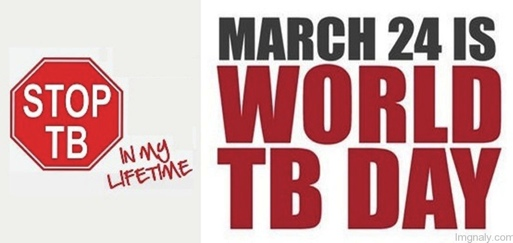 STOP
TB
IN MY
LIFETIME
MARCH 24 IS
WORLD
TB DAY
Imgnaly.com